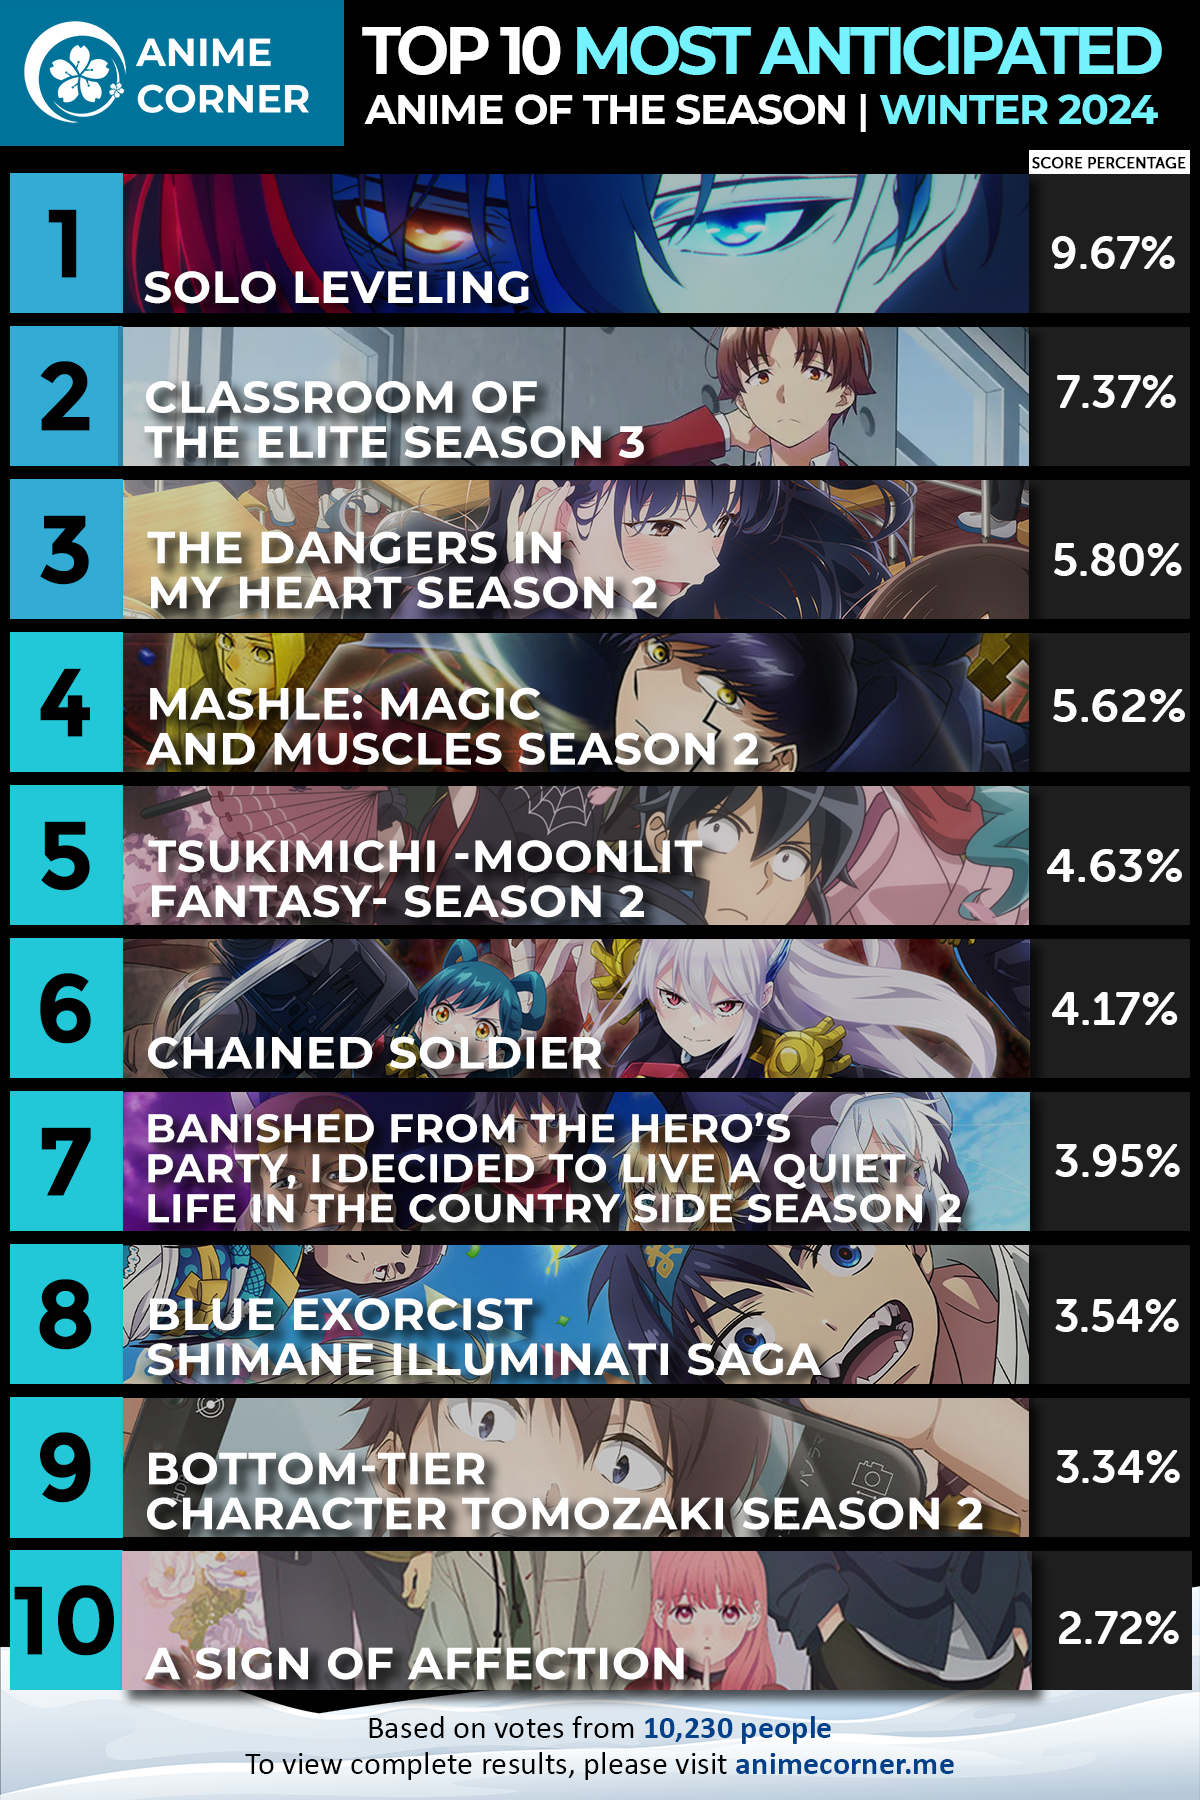 ANIME
CORNER
TOP 10 MOST ANTICIPATED
ANIME OF THE SEASON | WINTER 2024
SCORE PERCENTAGE
1
SOLO LEVELING
9.67%
2
CLASSROOM OF
THE ELITE SEASON 3
7.37%
3
THE DANGERS IN
MY HEART SEASON 2
5.80%
4
MASHLE: MAGIC
AND MUSCLES SEASON 2
5.62%
5
TSUKIMICHI -MOONLIT
FANTASY- SEASON 2
4.63%
6
CHAINED SOLDIER
4.17%
7
BANISHED FROM THE HERO’S
PARTY, I DECIDED TO LIVE A QUIET
LIFE IN THE COUNTRY SIDE SEASON 2
3.95%
8
BLUE EXORCIST
SHIMANE ILLUMINATI SAGA
3.54%
9
BOTTOM-TIER
CHARACTER TOMOZAKI SEASON 2
パノラマ
3.34%
10
A SIGN OF AFFECTION
2.72%
Based on votes from 10,230 people
To view complete results, please visit animecorner.me